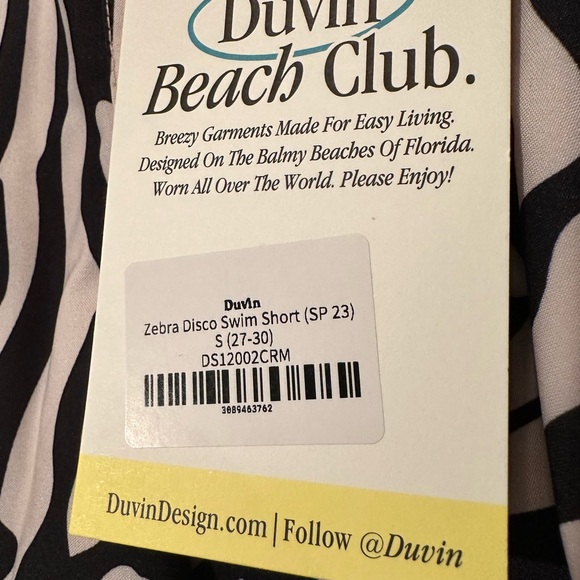 Duvin
Beach Club.
Breezy Garments Made For Easy Living.
Designed On The Balmy Beaches Of Florida.
Worn All Over The World. Please Enjoy!
Duvin
Zebra Disco Swim Short (SP 23)
S (27-30)
DS12002CRM
3089463762
DuvinDesign.com | Follow @Duvin